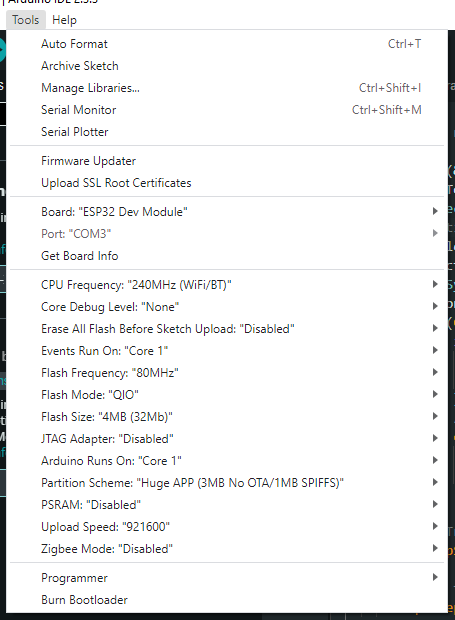 Arduino IDE 2.3.3
Tools Help
Auto Format Ctrl+T
Archive Sketch
Manage Libraries... Ctrl+Shift+I
Serial Monitor Ctrl+Shift+M
Serial Plotter
Firmware Updater
Upload SSL Root Certificates
Board: "ESP32 Dev Module"
Port: "COM3"
Get Board Info
CPU Frequency: "240MHz (WiFi/BT)"
Core Debug Level: "None"
Erase All Flash Before Sketch Upload: "Disabled"
Events Run On: "Core 1"
Flash Frequency: "80MHz"
Flash Mode: "QIO"
Flash Size: "4MB (32Mb)"
JTAG Adapter: "Disabled"
Arduino Runs On: "Core 1"
Partition Scheme: "Huge APP (3MB No OTA/1MB SPIFFS)"
PSRAM: "Disabled"
Upload Speed: "921600"
Zigbee Mode: "Disabled"
Programmer
Burn Bootloader